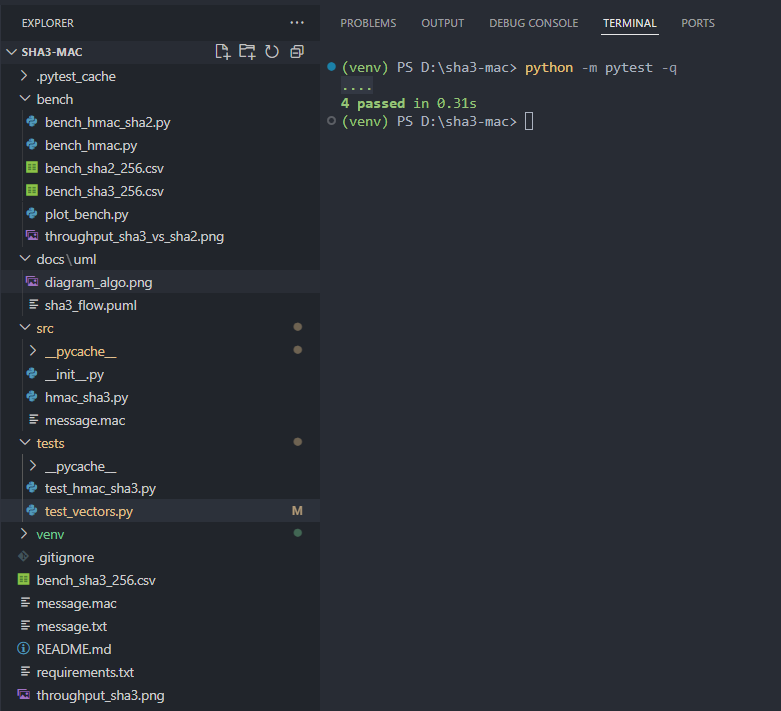 EXPLORER
SHA3-MAC
.pytest_cache
bench
bench_hmac_sha2.py
bench_hmac.py
bench_sha2_256.csv
bench_sha3_256.csv
plot_bench.py
throughput_sha3_vs_sha2.png
docs\uml
diagram_algo.png
sha3_flow.puml
src
__pycache__
__init__.py
hmac_sha3.py
message.mac
tests
__pycache__
test_hmac_sha3.py
test_vectors.py M
venv
.gitignore
bench_sha3_256.csv
message.mac
message.txt
README.md
requirements.txt
throughput_sha3.png
PROBLEMS OUTPUT DEBUG CONSOLE TERMINAL PORTS
(venv) PS D:\sha3-mac> python -m pytest -q
....
4 passed in 0.31s
(venv) PS D:\sha3-mac>